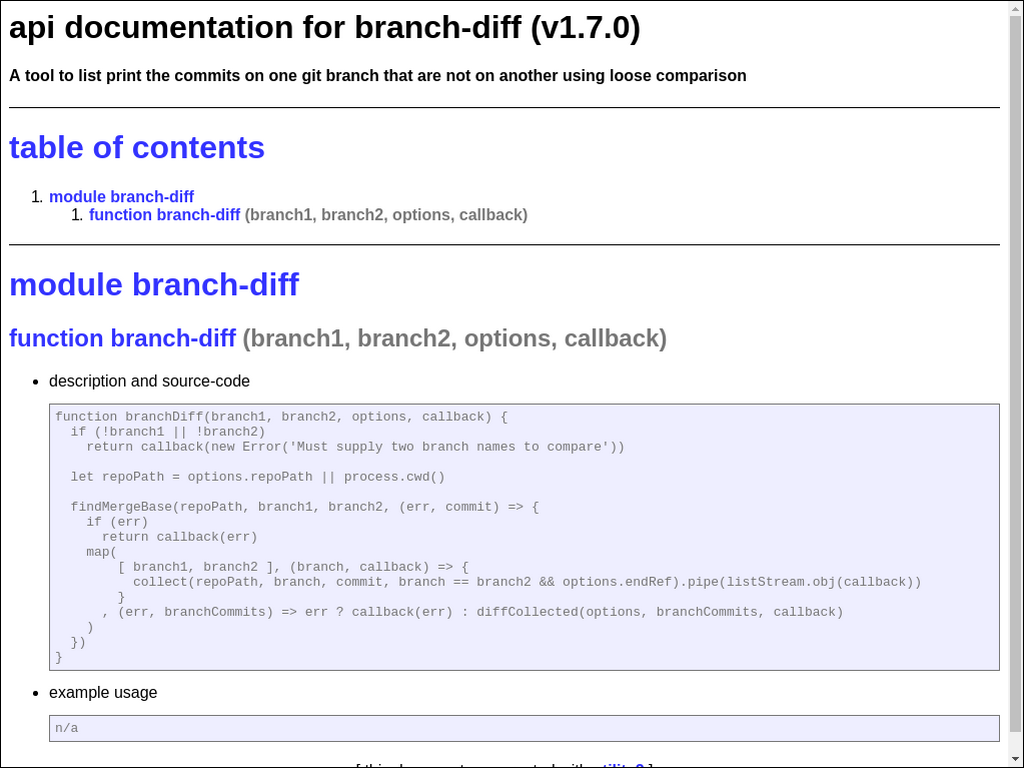 api documentation for branch-diff (v1.7.0)
A tool to list print the commits on one git branch that are not on another using loose comparison
table of contents
1. module branch-diff
1. function branch-diff (branch1, branch2, options, callback)
module branch-diff
function branch-diff (branch1, branch2, options, callback)
• description and source-code
function branchDiff(branch1, branch2, options, callback) {
  if (!branch1 || !branch2)
    return callback(new Error('Must supply two branch names to compare'))
  let repoPath = options.repoPath || process.cwd()
  findMergeBase(repoPath, branch1, branch2, (err, commit) => {
    if (err)
      return callback(err)
    map(
        [ branch1, branch2 ], (branch, callback) => {
          collect(repoPath, branch, commit, branch == branch2 && options.endRef).pipe(listStream.obj(callback))
        }
      , (err, branchCommits) => err ? callback(err) : diffCollected(options, branchCommits, callback)
    )
  })
}
• example usage
n/a